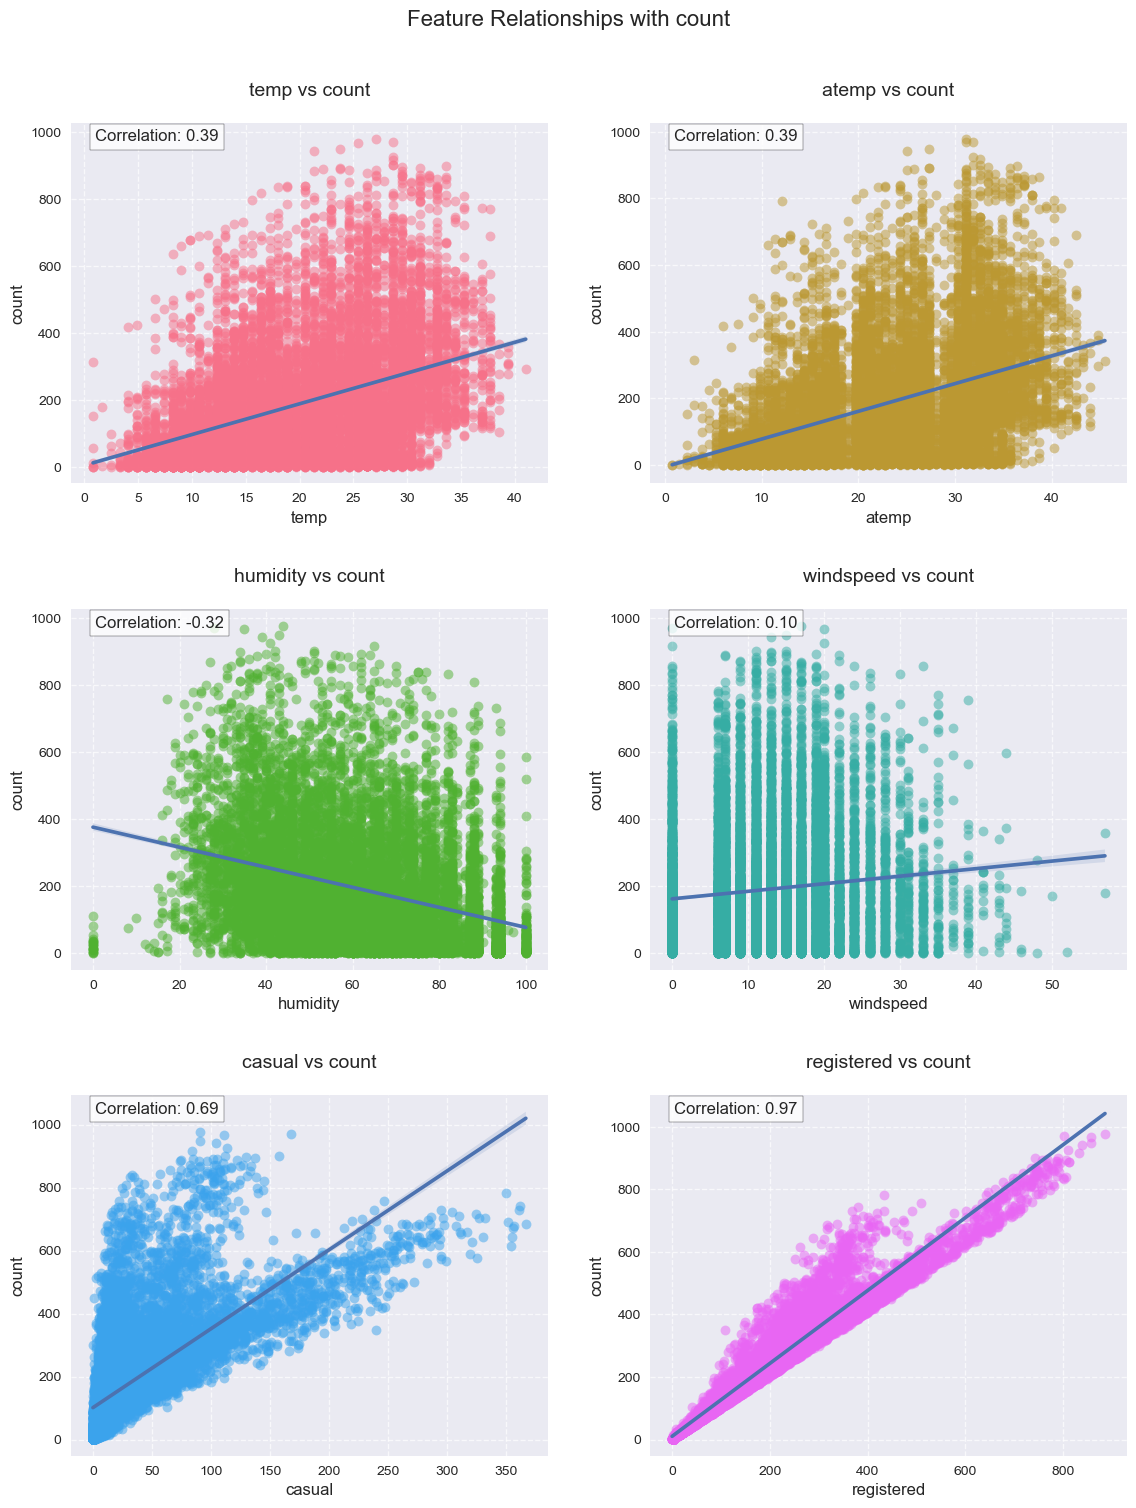 Feature Relationships with count
temp vs count
Correlation: 0.39
count
1000
800
600
400
200
0
0 5 10 15 20 25 30 35 40
temp
atemp vs count
Correlation: 0.39
count
1000
800
600
400
200
0
0 10 20 30 40
atemp
humidity vs count
Correlation: -0.32
count
1000
800
600
400
200
0
0 20 40 60 80 100
humidity
windspeed vs count
Correlation: 0.10
count
1000
800
600
400
200
0
0 10 20 30 40 50
windspeed
casual vs count
Correlation: 0.69
count
1000
800
600
400
200
0
0 50 100 150 200 250 300 350
casual
registered vs count
Correlation: 0.97
count
1000
800
600
400
200
0
0 200 400 600 800
registered